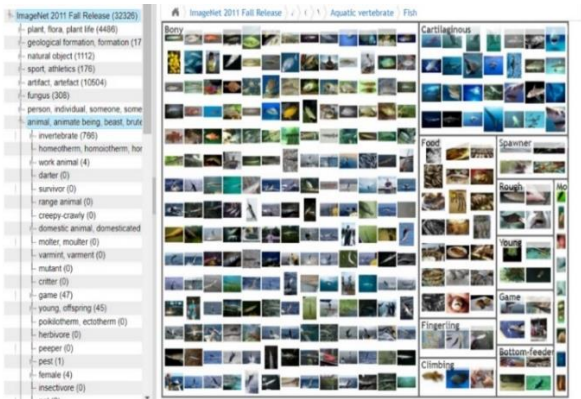 ImageNet 2011 Fall Release (32326)
plant, flora, plant life (4486)
geological formation, formation (17
natural object (1112)
sport, athletics (176)
artifact, artefact (10504)
fungus (308)
person, individual, someone, some
animal, animate being, beast, brute
invertebrate (766)
homeotherm, homoiotherm, hor
work animal (4)
darter (0)
survivor (0)
range animal (0)
creepy-crawly (0)
domestic animal, domesticated
molter, moulter (0)
varmint, varment (0)
mutant (0)
critter (0)
game (47)
young, offspring (45)
poikilotherm, ectotherm (0)
herbivore (0)
peeper (0)
pest (1)
female (4)
insectivore (0)
ImageNet 2011 Fall Release
Aquatic vertebrate
Fish
Bony
Cartilaginous
Food
Spawner
Rough
Mo
Young
Game
Fingerling
Climbing
Bottom-feeder